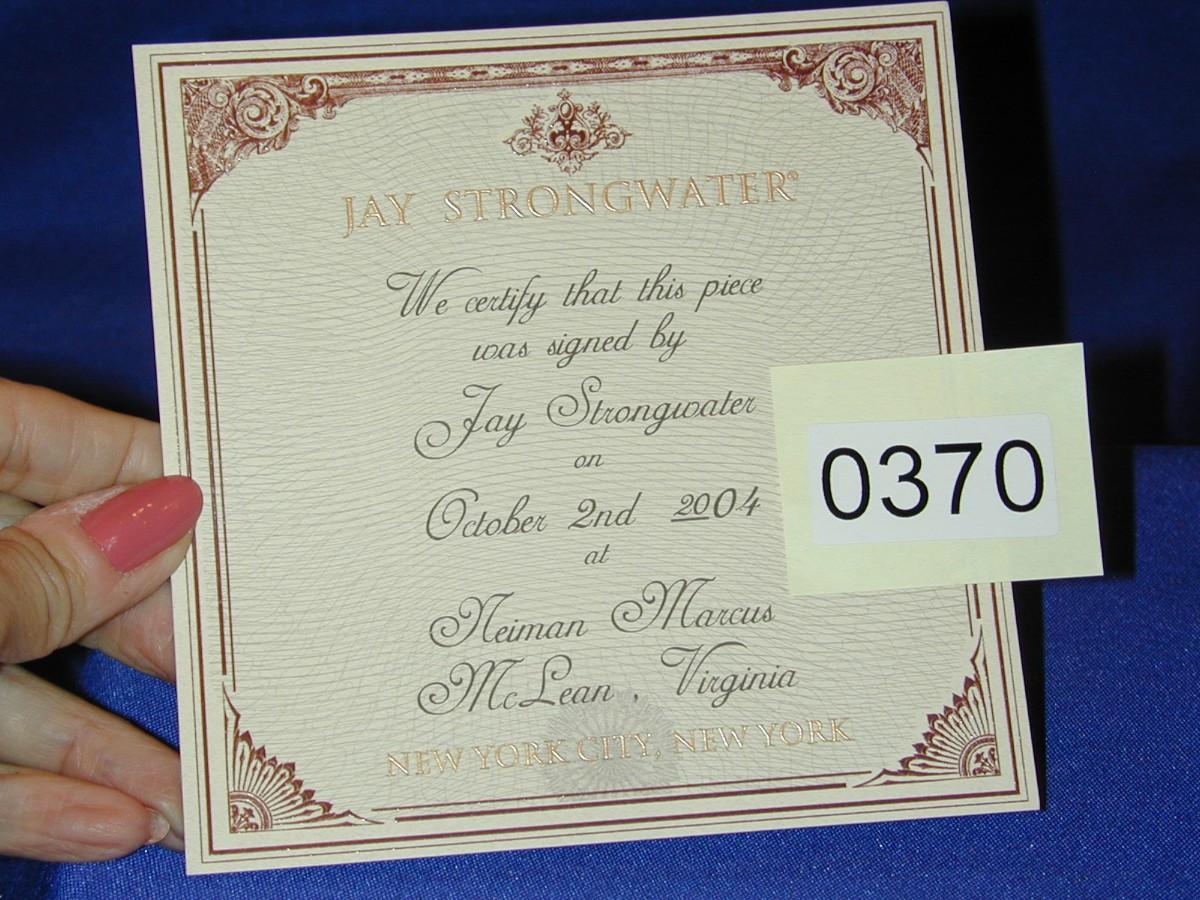 JAY STRONGWATER®
We certify that this piece
was signed by
Jay Strongwater
on
October 2nd 2004
at
Neiman Marcus
McLean, Virginia
NEW YORK CITY, NEW YORK
0370